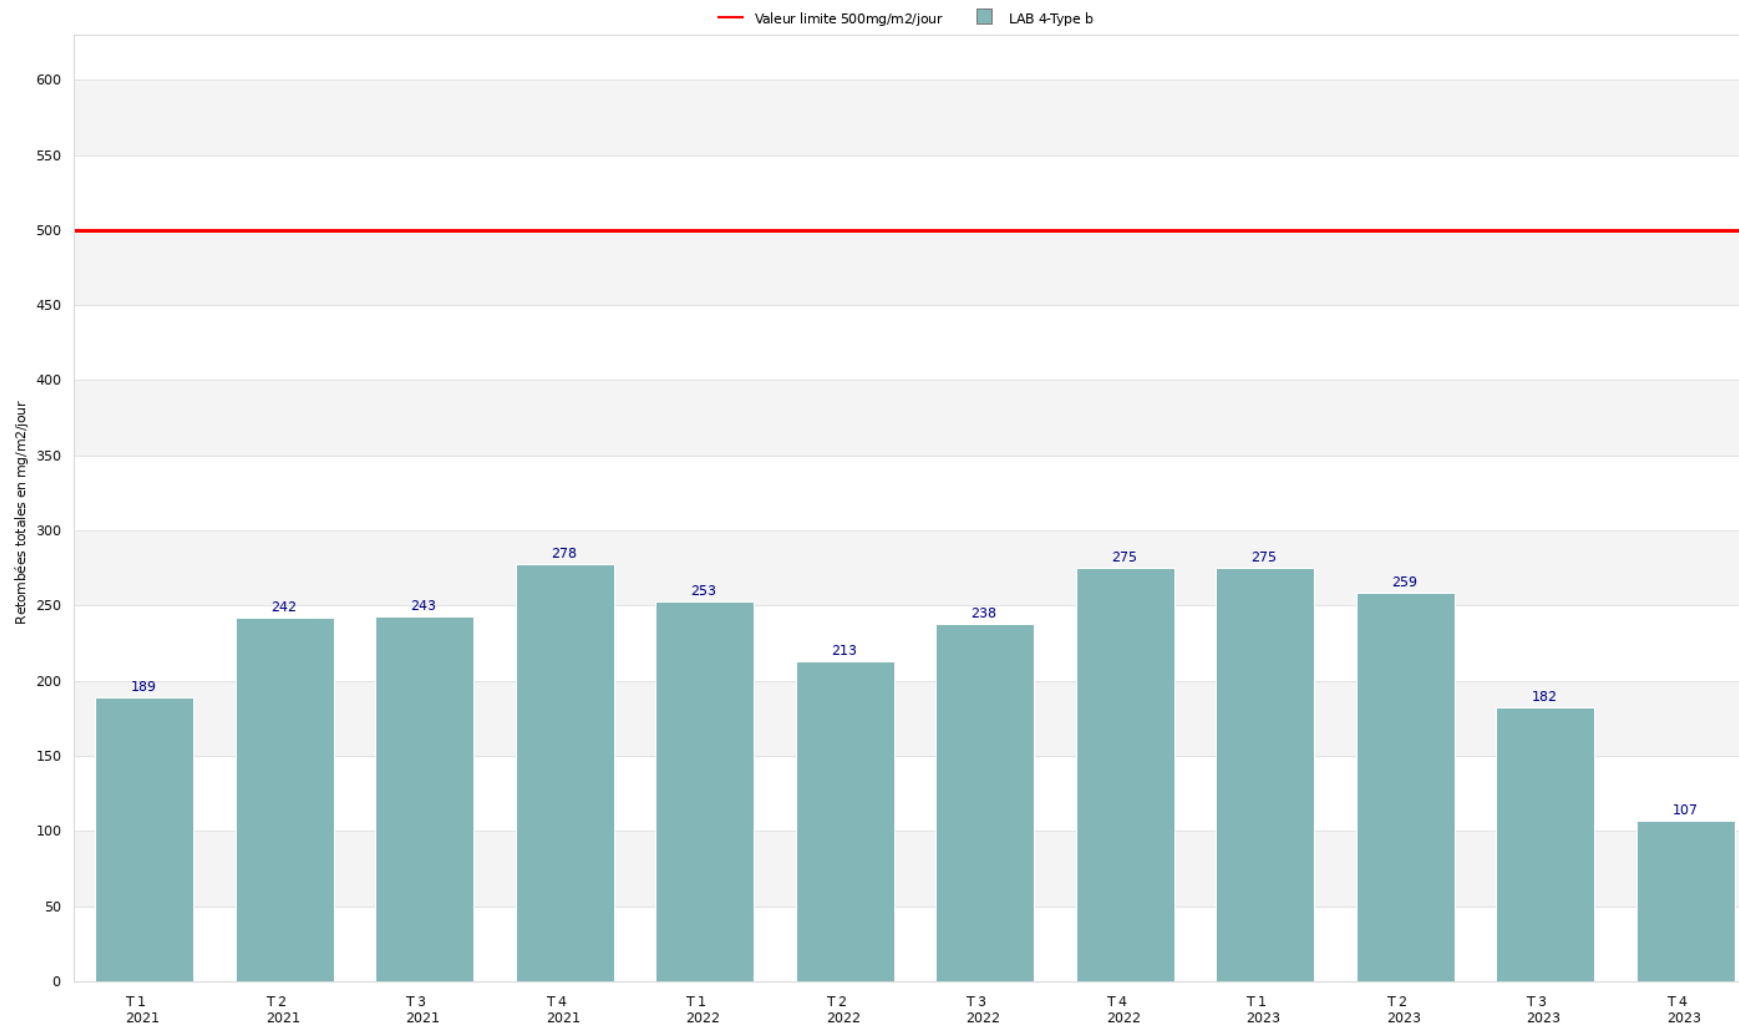 Valeur limite 500mg/m2/jour LAB 4-Type b
Retombées totales en mg/m2/jour
600
550
500
450
400
350
300
250
200
150
100
50
0
189 242 243 278 253 213 238 275 275 259 182 107
T 1 T 2 T 3 T 4 T 1 T 2 T 3 T 4 T 1 T 2 T 3 T 4
2021 2021 2021 2021 2022 2022 2022 2022 2023 2023 2023 2023